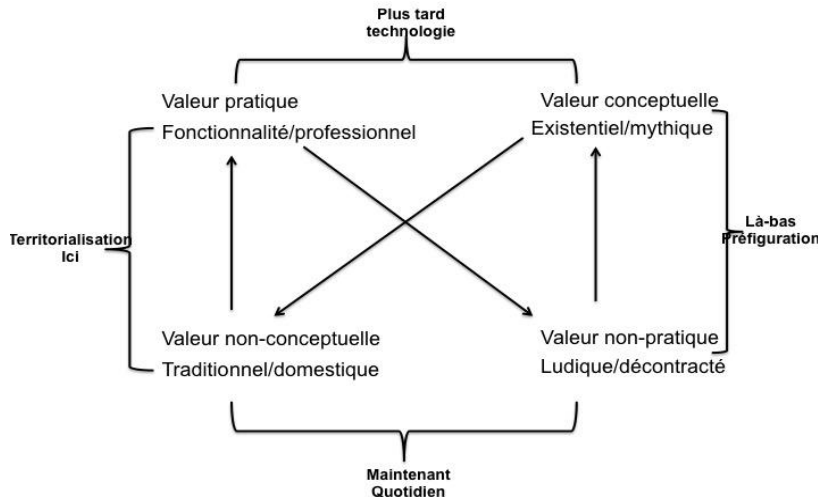 Plus tard
technologie
Valeur pratique
Fonctionnalité/professionnel
Valeur conceptuelle
Existentiel/mythique
Territorialisation
Ici
Là-bas
Préfiguration
Valeur non-conceptuelle
Traditionnel/domestique
Valeur non-pratique
Ludique/décontracté
Maintenant
Quotidien